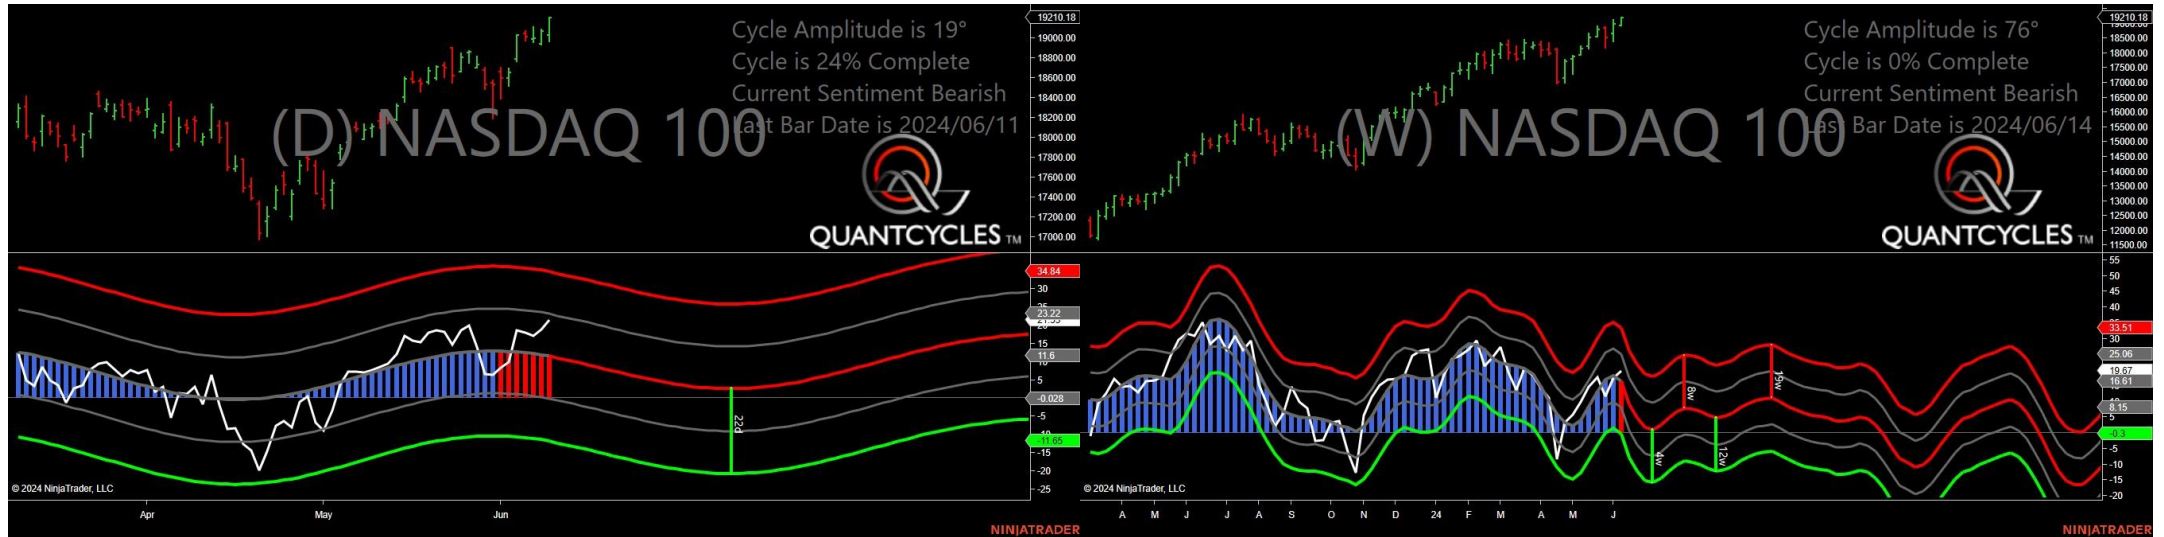 19210.18
19000.00
18800.00
18600.00
18400.00
18200.00
18000.00
17800.00
17600.00
17400.00
17200.00
17000.00
Cycle Amplitude is 19°
Cycle is 24% Complete
Current Sentiment Bearish
Last Bar Date is 2024/06/11
(D) NASDAQ 100
QUANTCYCLES TM
34.84
30
23.22
15
11.6
5
-0.028
-5
-11.65
-15
-20
-25
22d
© 2024 NinjaTrader, LLC
Apr May Jun
NINJATRADER
19210.18
18500.00
18000.00
17500.00
17000.00
16500.00
16000.00
15500.00
15000.00
14500.00
14000.00
13500.00
13000.00
12500.00
12000.00
11500.00
Cycle Amplitude is 76°
Cycle is 0% Complete
Current Sentiment Bearish
Last Bar Date is 2024/06/14
(W) NASDAQ 100
QUANTCYCLES TM
55
50
45
40
33.51
25.06
19.67
16.61
8.15
5
-0.3
-5
-10
-15
-20
4w
8w
12w
19w
© 2024 NinjaTrader, LLC
A M J J A S O N D 24 F M A M J
NINJATRADER